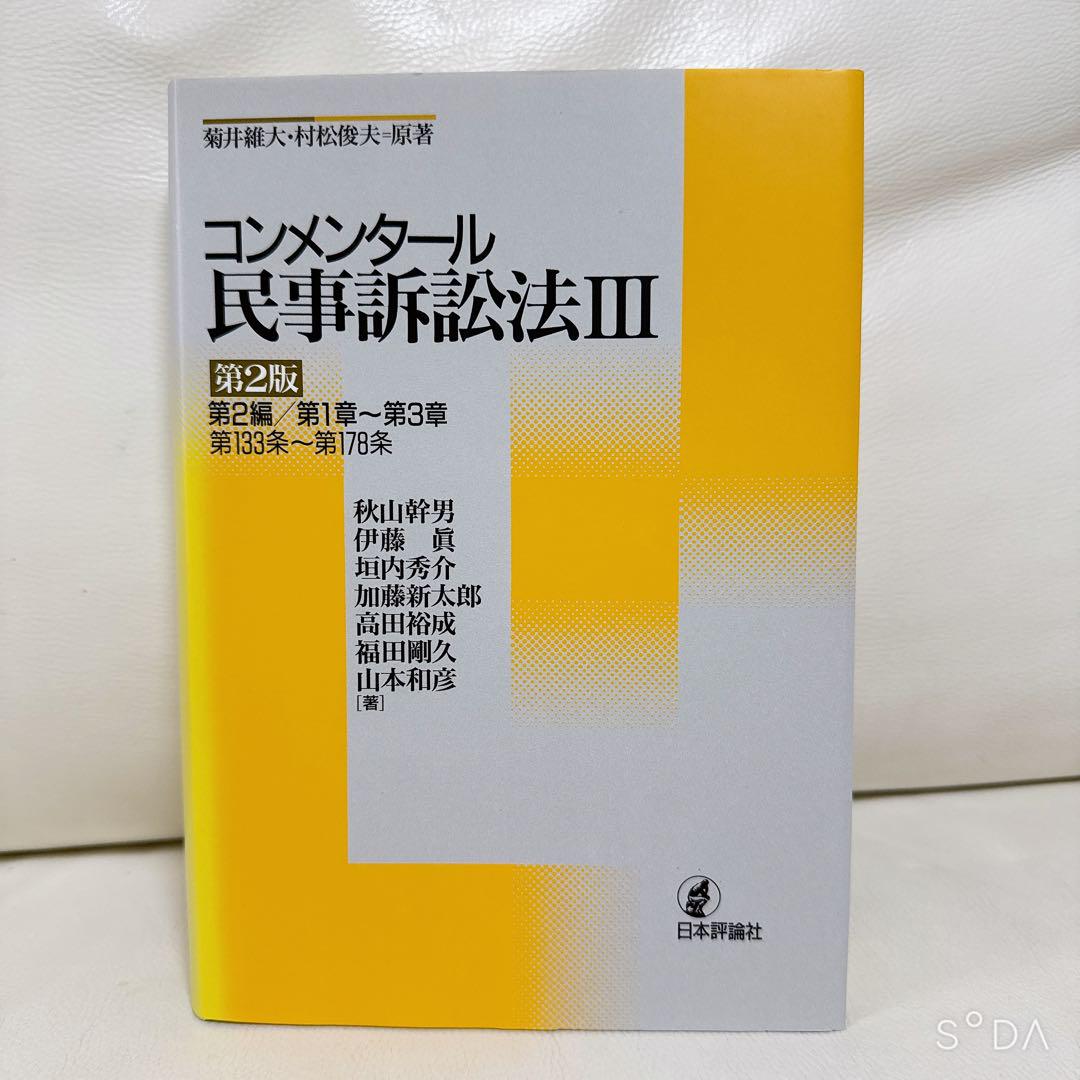 菊井維大・村松俊夫=原著
コンメンタール
民事訴訟法III
第2版
第2編/第1章〜第3章
第133条〜第178条
秋山幹男
伊藤 眞
垣内秀介
加藤新太郎
高田裕成
福田剛久
山本和彦
[著]
日本評論社
S°DA